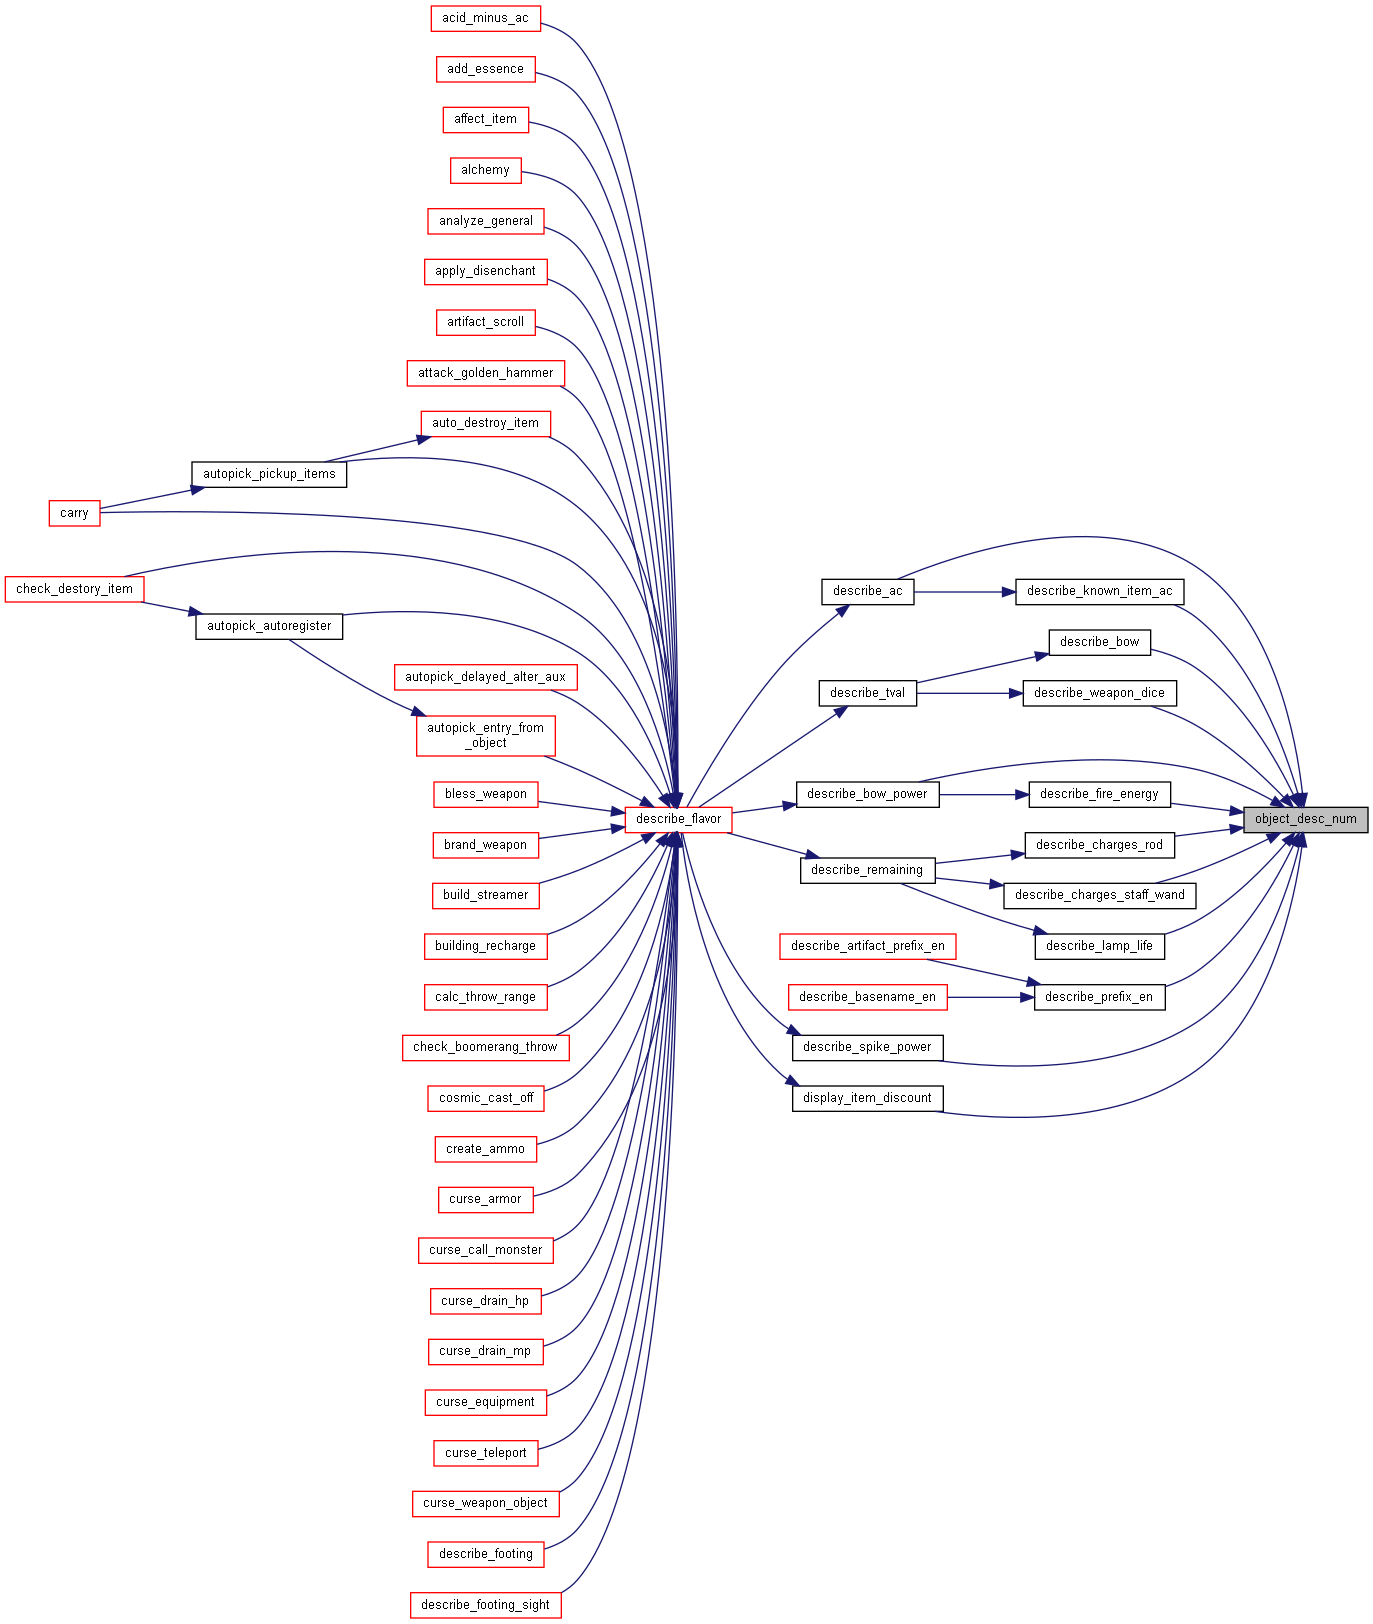 acid_minus_ac
add_essence
affect_item
alchemy
analyze_general
apply_disenchant
artifact_scroll
attack_golden_hammer
auto_destroy_item
autopick_pickup_items
carry
check_destory_item
autopick_autoregister
autopick_delayed_alter_aux
autopick_entry_from
_object
bless_weapon
brand_weapon
build_streamer
building_recharge
calc_throw_range
check_boomerang_throw
cosmic_cast_off
create_ammo
curse_armor
curse_call_monster
curse_drain_hp
curse_drain_mp
curse_equipment
curse_teleport
curse_weapon_object
describe_footing
describe_footing_sight
describe_flavor
describe_ac
describe_tval
describe_bow_power
describe_remaining
describe_artifact_prefix_en
describe_basename_en
describe_spike_power
display_item_discount
describe_known_item_ac
describe_bow
describe_weapon_dice
describe_fire_energy
describe_charges_rod
describe_charges_staff_wand
describe_lamp_life
describe_prefix_en
object_desc_num